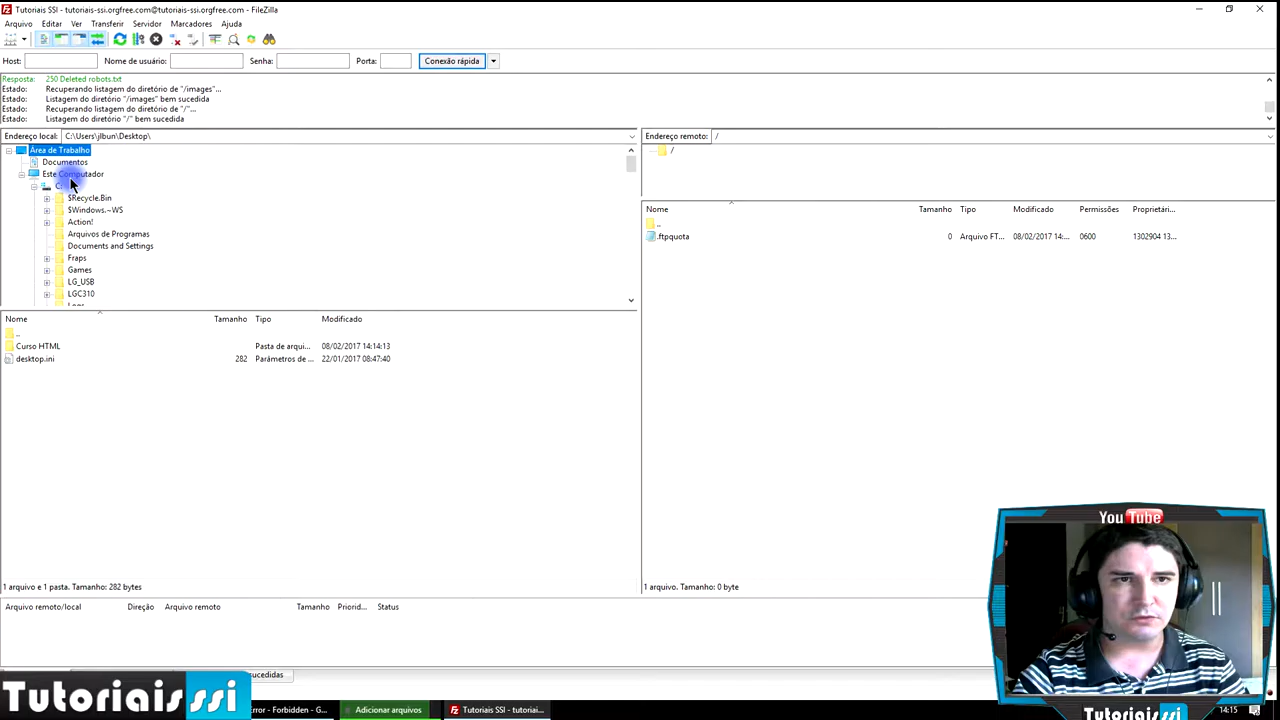 Tutoriais SSI - tutoriais-ssi.orgfree.com@tutoriais-ssi.orgfree.com - FileZilla
Arquivo Editar Ver Transferir Servidor Marcadores Ajuda
Host: Nome de usuário: Senha: Porta: Conexão rápida
Resposta: 250 Deleted robots.txt
Estado: Recuperando listagem do diretório de "/images"...
Estado: Listagem do diretório "/images" bem sucedida
Estado: Recuperando listagem do diretório de "/"...
Estado: Listagem do diretório "/" bem sucedida
Endereço local: C:\Users\jlbun\Desktop\
Endereço remoto: /
Área de Trabalho
Documentos
Este Computador
C:
$Recycle.Bin
$Windows.~WS
Action!
Arquivos de Programas
Documents and Settings
Fraps
Games
LG_USB
LGC310
/
Nome Tamanho Tipo Modificado
..
Curso HTML Pasta de arqui... 08/02/2017 14:14:13
desktop.ini 282 Parâmetros de ... 22/01/2017 08:47:40
1 arquivo e 1 pasta. Tamanho: 282 bytes
Nome Tamanho Tipo Modificado Permissões Proprietári...
..
.ftpquota 0 Arquivo FT... 08/02/2017 14:... 0600 1302904 13...
1 arquivo. Tamanho: 0 byte
Arquivo remoto/local Direção Arquivo remoto Tamanho Priorid... Status
sucedidas
YouTube
Tutoriais ssi
Error - Forbidden - G... Adicionar arquivos Tutoriais SSI - tutoriai...
Tutoriais ssi
14:15